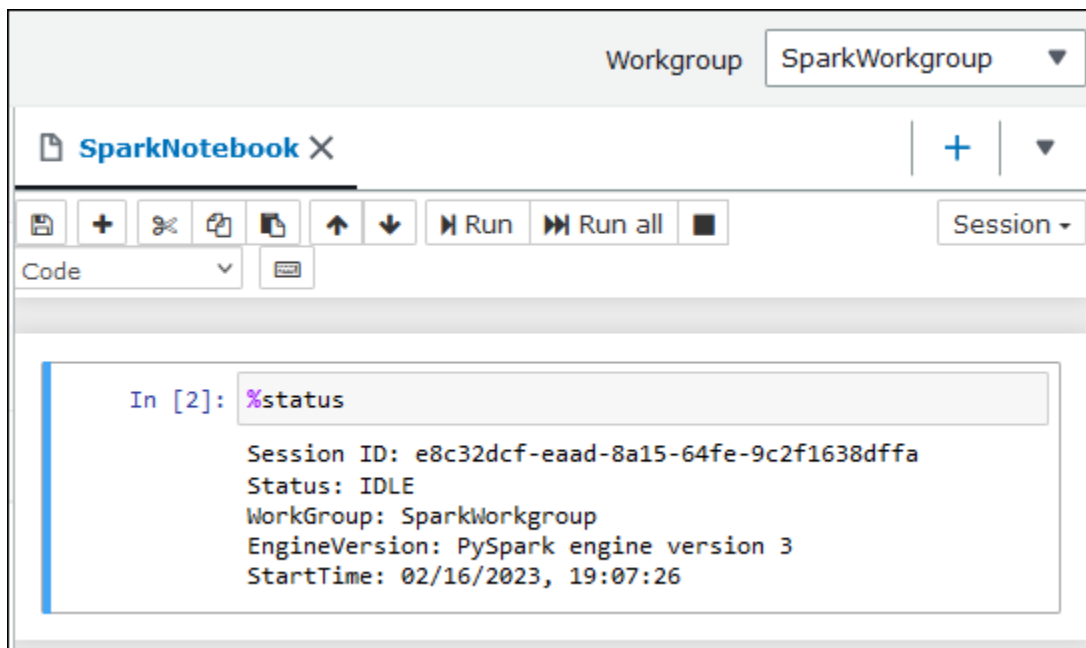 Workgroup SparkWorkgroup
SparkNotebook
Run Run all Session
Code
In [2]: %status
Session ID: e8c32dcf-eaad-8a15-64fe-9c2f1638dffa
Status: IDLE
WorkGroup: SparkWorkgroup
EngineVersion: PySpark engine version 3
StartTime: 02/16/2023, 19:07:26